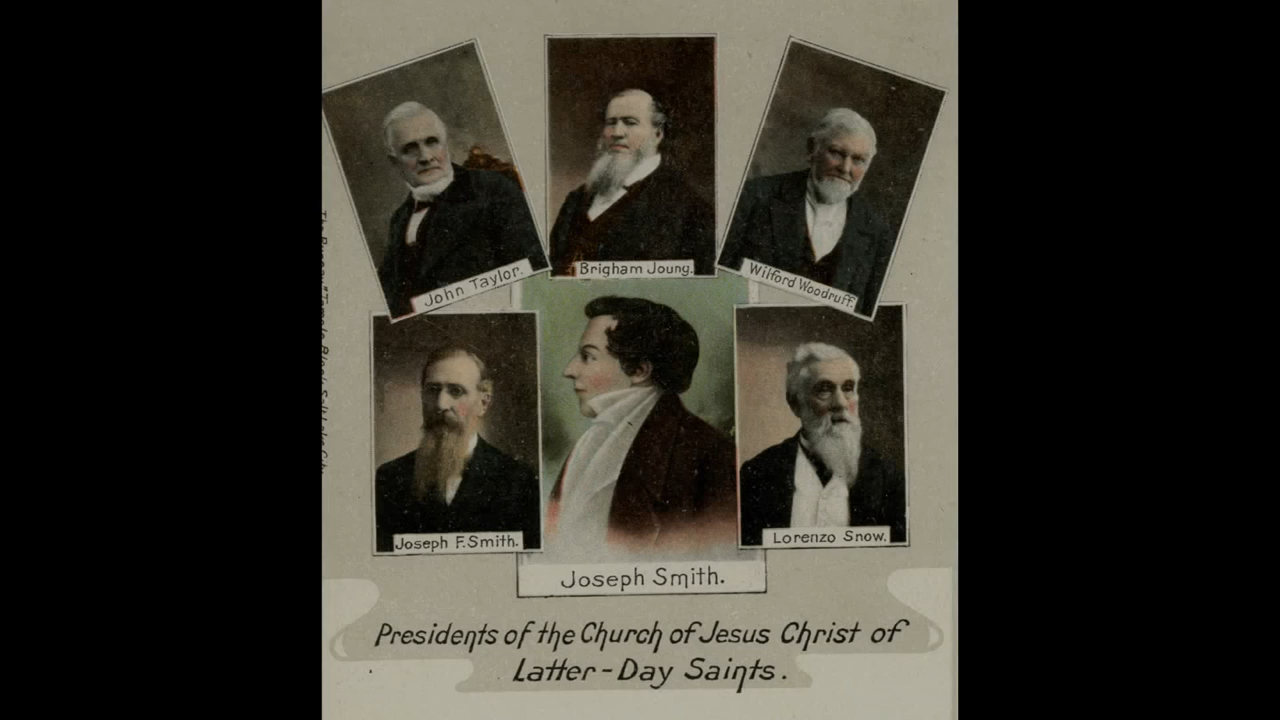 John Taylor.
Brigham Joung.
Wilford Woodruff.
Joseph F. Smith.
Lorenzo Snow.
Joseph Smith.
Presidents of the Church of Jesus Christ of
Latter-Day Saints.